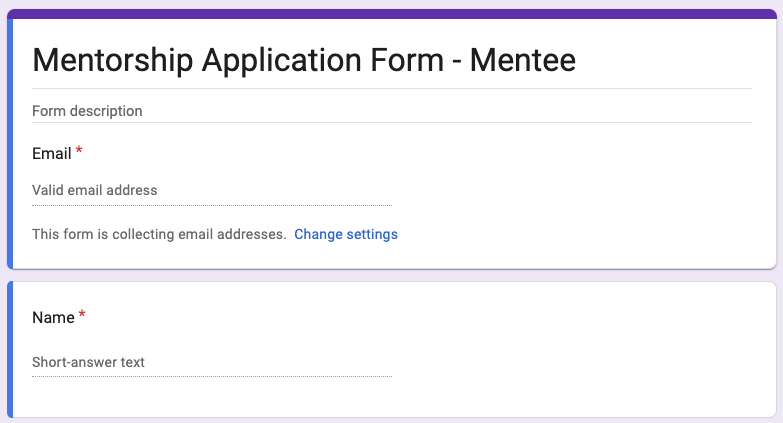 Mentorship Application Form - Mentee
Form description
Email *
Valid email address
This form is collecting email addresses. Change settings
Name *
Short-answer text